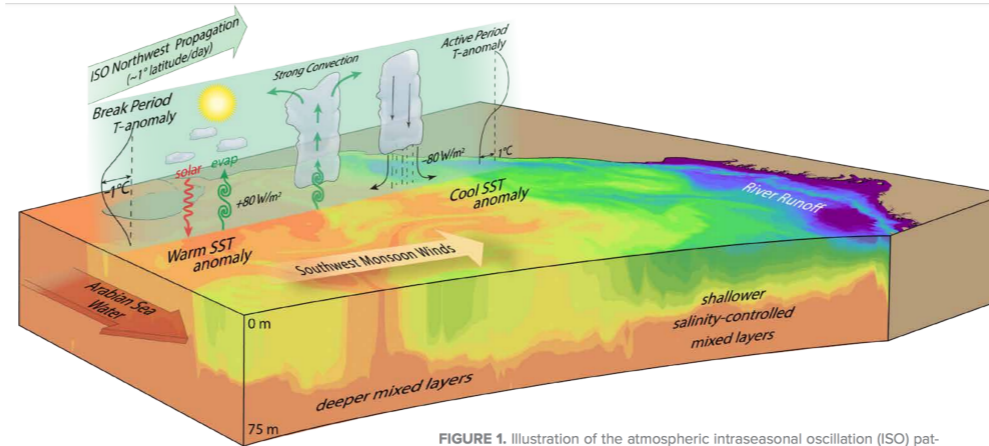 ISO Northwest Propagation
(~1° latitude/day)
Break Period
T-anomaly
~1°C
solar
evap
+80 W/m²
Strong Convection
Active Period
T-anomaly
~1°C
-80 W/m²
Warm SST
anomaly
Cool SST
anomaly
River Runoff
Southwest Monsoon Winds
Arabian Sea
Water
0 m
75 m
deeper mixed layers
shallower
salinity-controlled
mixed layers
FIGURE 1. Illustration of the atmospheric intraseasonal oscillation (ISO) pat-